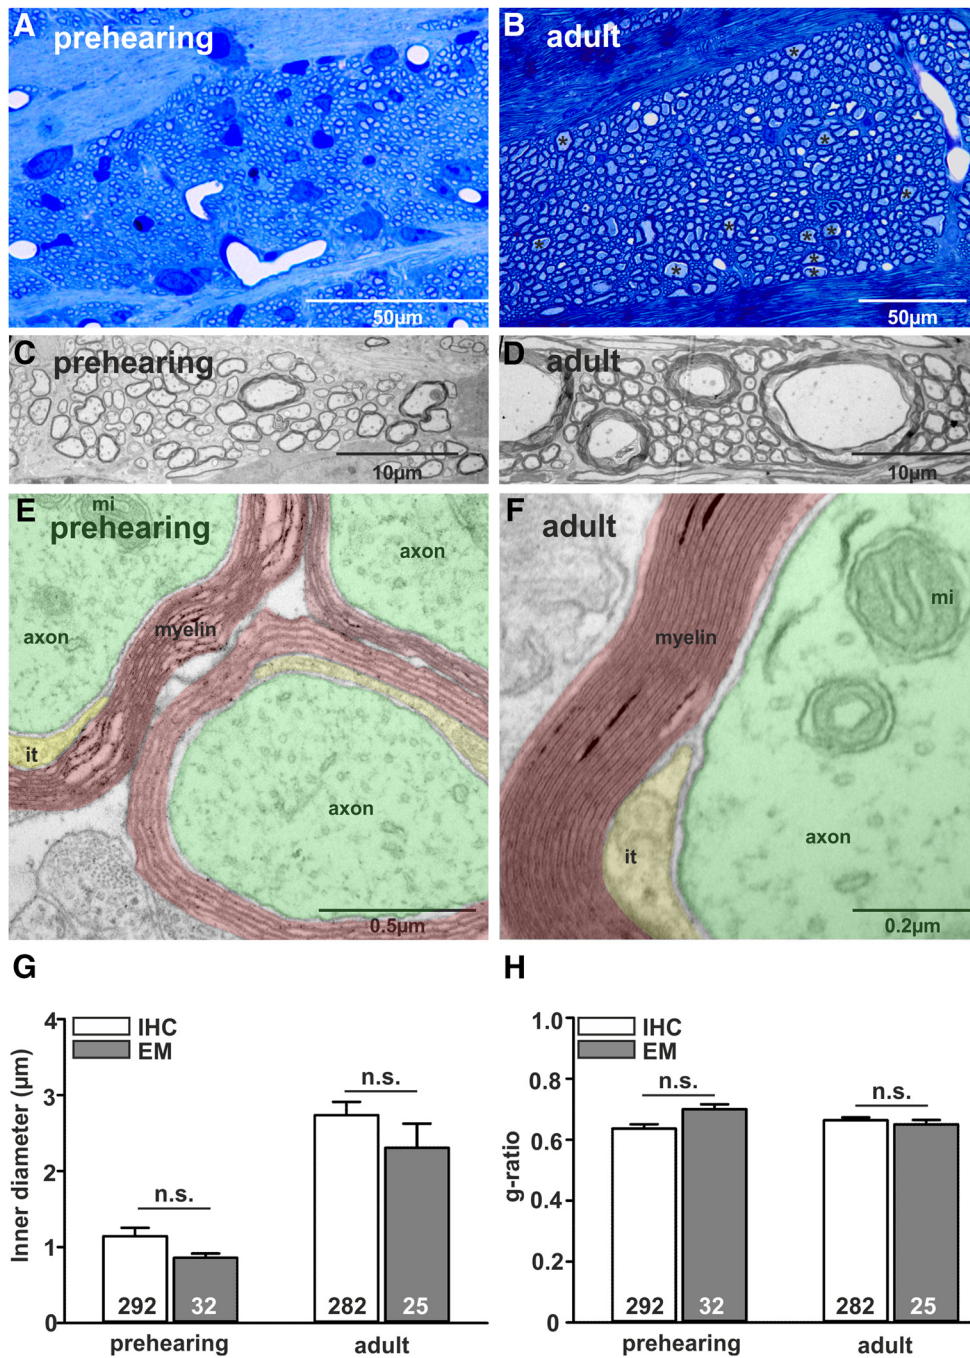 A prehearing
B adult
* * * * * * * * * * *
50µm
50µm
C prehearing
D adult
10µm
10µm
E mi
prehearing
axon
axon
myelin
it
axon
0.5µm
F adult
mi
myelin
it
axon
0.2µm
G
4
3
2
1
0
Inner diameter (µm)
IHC
EM
n.s.
n.s.
292 32 282 25
prehearing adult
H
1.0
0.8
0.6
0.4
0.2
0
g-ratio
IHC
EM
n.s.
n.s.
292 32 282 25
prehearing adult